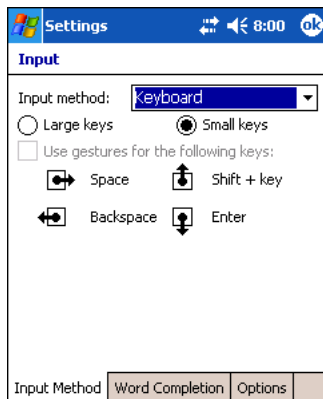 Settings 8:00 ok
Input
Input method: Keyboard
Large keys Small keys
Use gestures for the following keys:
Space Shift + key
Backspace Enter
Input Method Word Completion Options